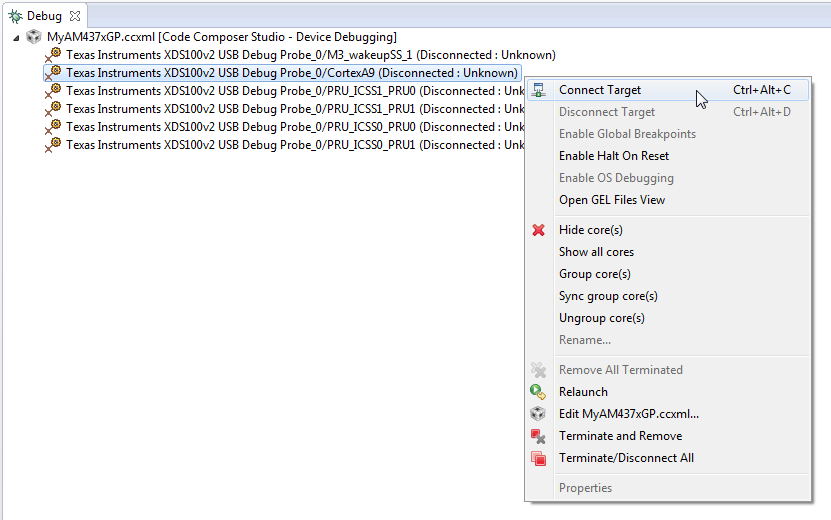 Debug
MyAM437xGP.ccxml [Code Composer Studio - Device Debugging]
Texas Instruments XDS100v2 USB Debug Probe_0/M3_wakeupSS_1 (Disconnected : Unknown)
Texas Instruments XDS100v2 USB Debug Probe_0/CortexA9 (Disconnected : Unknown)
Texas Instruments XDS100v2 USB Debug Probe_0/PRU_ICSS1_PRU0 (Disconnected : Unk
Texas Instruments XDS100v2 USB Debug Probe_0/PRU_ICSS1_PRU1 (Disconnected : Unk
Texas Instruments XDS100v2 USB Debug Probe_0/PRU_ICSS0_PRU0 (Disconnected : Unk
Texas Instruments XDS100v2 USB Debug Probe_0/PRU_ICSS0_PRU1 (Disconnected : Unk
Connect Target Ctrl+Alt+C
Disconnect Target Ctrl+Alt+D
Enable Global Breakpoints
Enable Halt On Reset
Enable OS Debugging
Open GEL Files View
Hide core(s)
Show all cores
Group core(s)
Sync group core(s)
Ungroup core(s)
Rename...
Remove All Terminated
Relaunch
Edit MyAM437xGP.ccxml...
Terminate and Remove
Terminate/Disconnect All
Properties